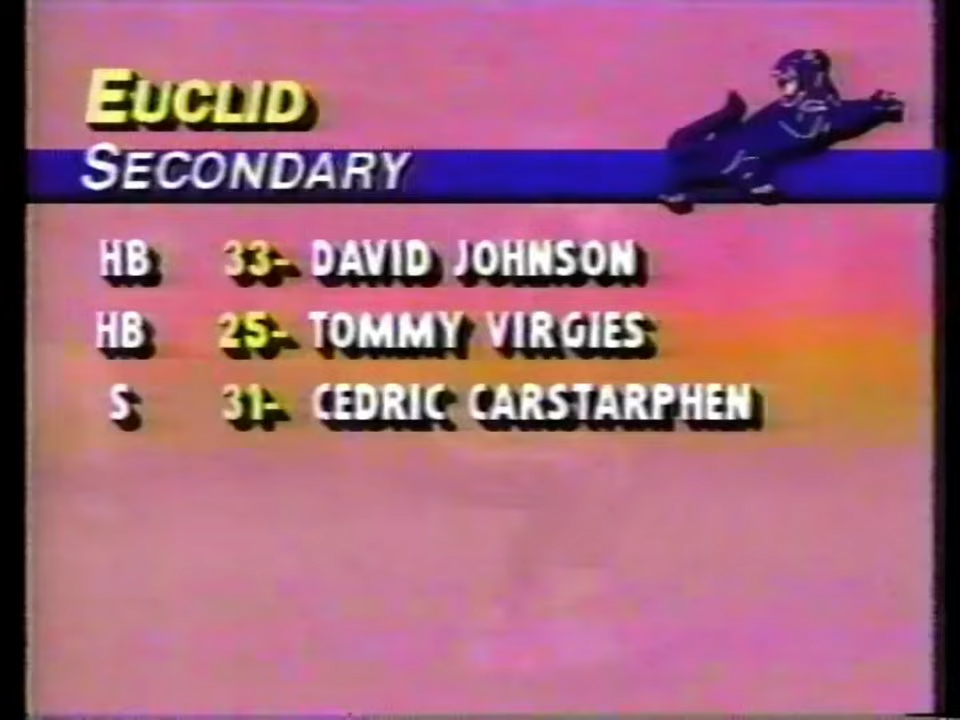 EUCLID
SECONDARY
HB 33- DAVID JOHNSON
HB 25- TOMMY VIRGIES
S 31- CEDRIC CARSTARPHEN